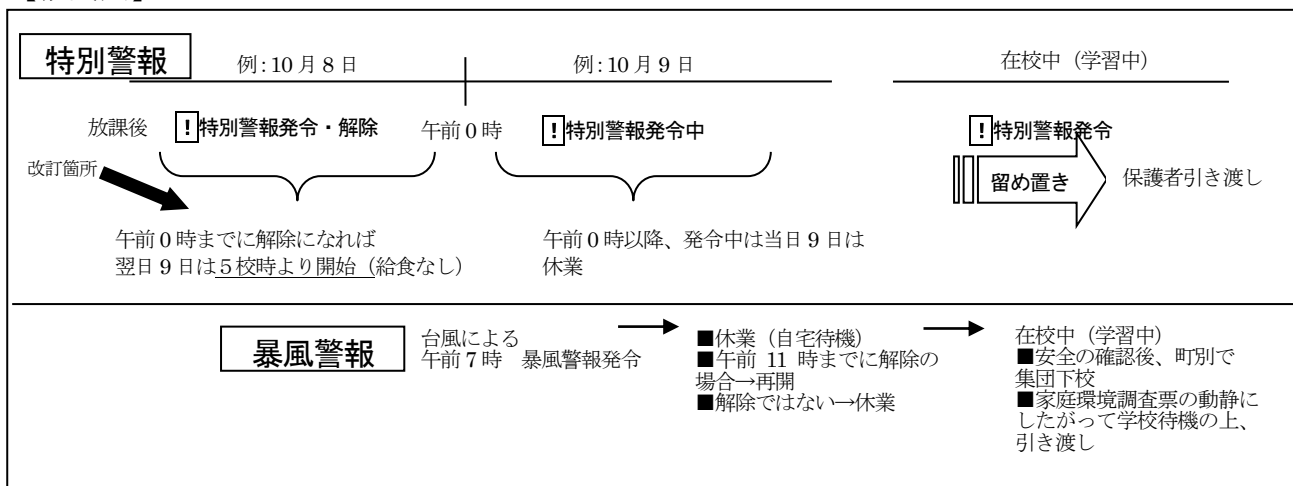 特別警報
例:10月8日
例:10月9日
在校中（学習中）
放課後
!特別警報発令・解除
午前0時
!特別警報発令中
!特別警報発令
改訂箇所
留め置き
保護者引き渡し
午前0時までに解除になれば
翌日9日は５校時より開始（給食なし）
午前0時以降、発令中は当日9日は
休業
暴風警報
台風による
午前7時　暴風警報発令
■休業（自宅待機）
■午前 11 時までに解除の
場合→再開
■解除ではない→休業
在校中（学習中）
■安全の確認後、町別で
集団下校
■家庭環境調査票の動静に
したがって学校待機の上、
引き渡し